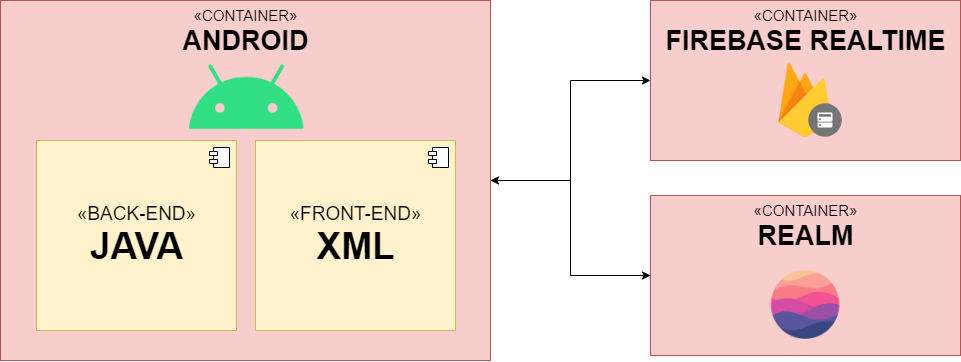 «CONTAINER»
ANDROID
«BACK-END»
JAVA
«FRONT-END»
XML
«CONTAINER»
FIREBASE REALTIME
«CONTAINER»
REALM